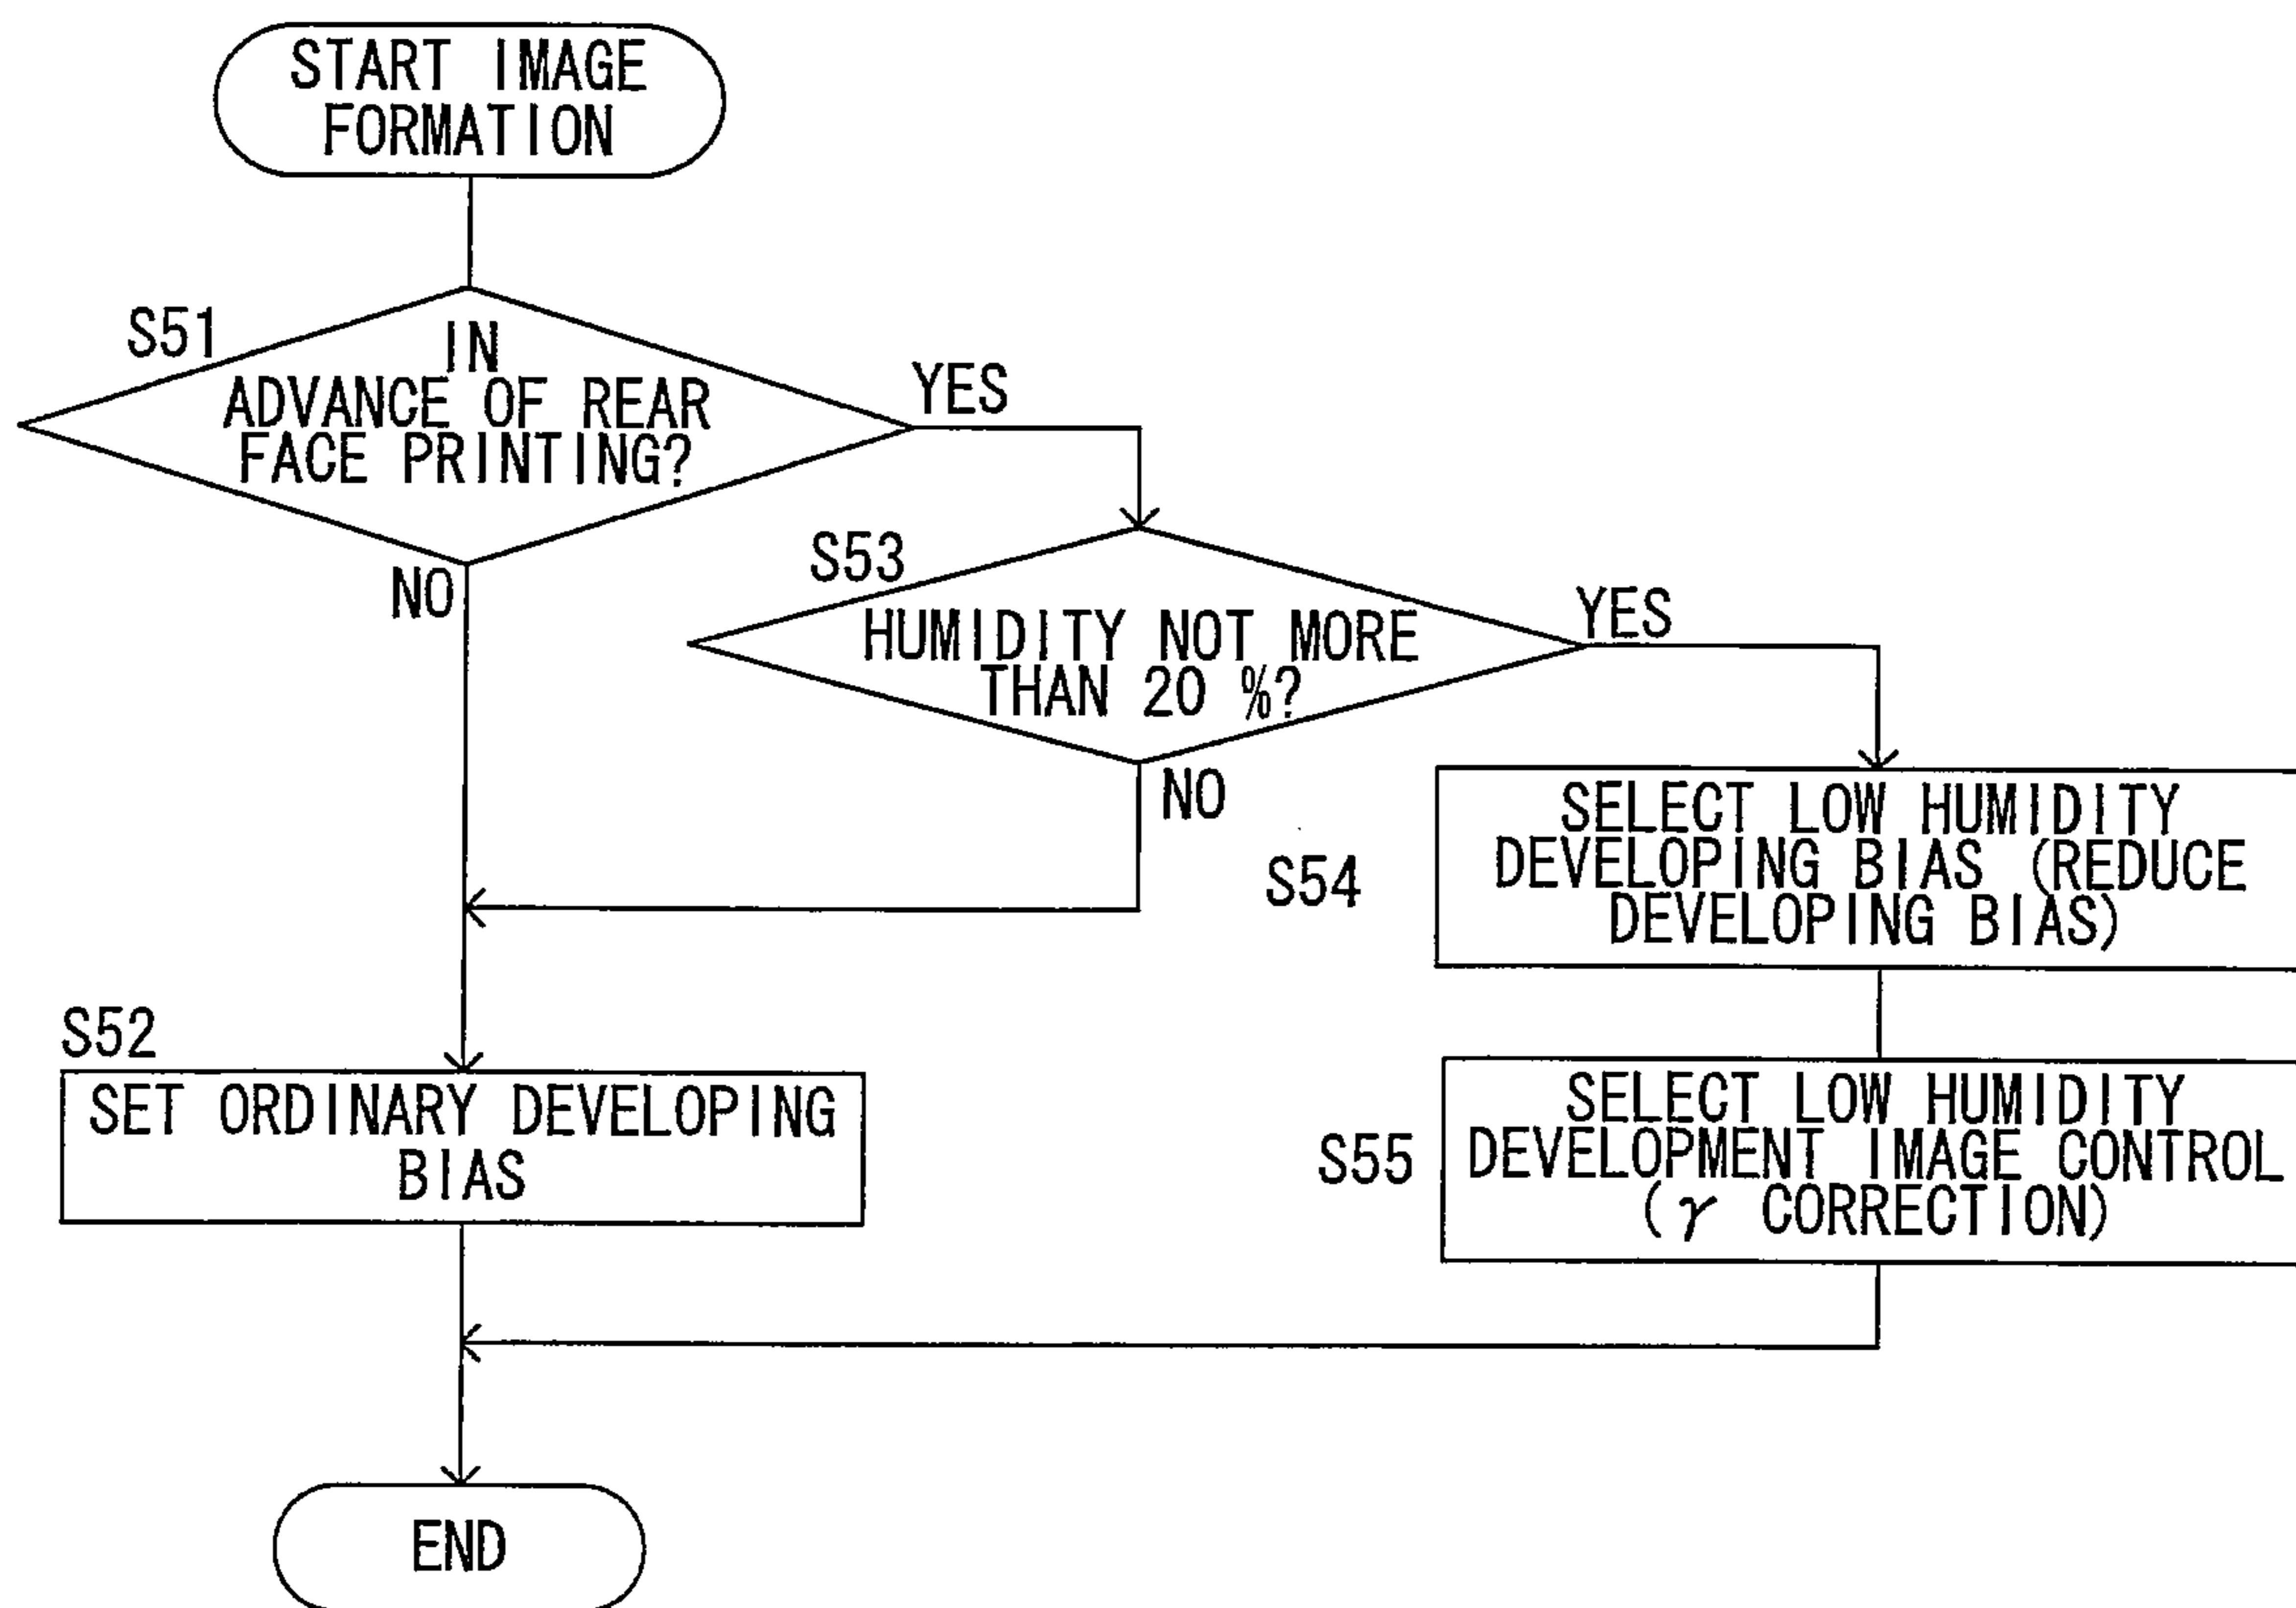 START IMAGE
FORMATION
S51
IN
ADVANCE OF REAR
FACE PRINTING?
YES
NO
S53
HUMIDITY NOT MORE
THAN 20 %?
YES
NO
S54
SELECT LOW HUMIDITY
DEVELOPING BIAS (REDUCE
DEVELOPING BIAS)
S52
SET ORDINARY DEVELOPING
BIAS
S55
SELECT LOW HUMIDITY
DEVELOPMENT IMAGE CONTROL
(γ CORRECTION)
END